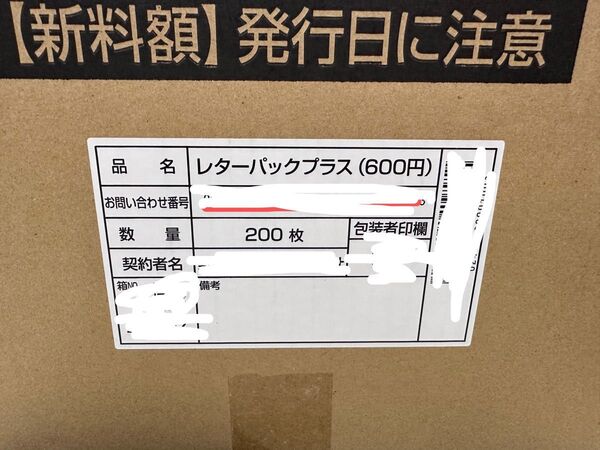 【新料額】発行日に注意
品 名 レターパックプラス(600円)
お問い合わせ番号
数 量 200 枚 包装者印欄
契約者名
箱NO 備考